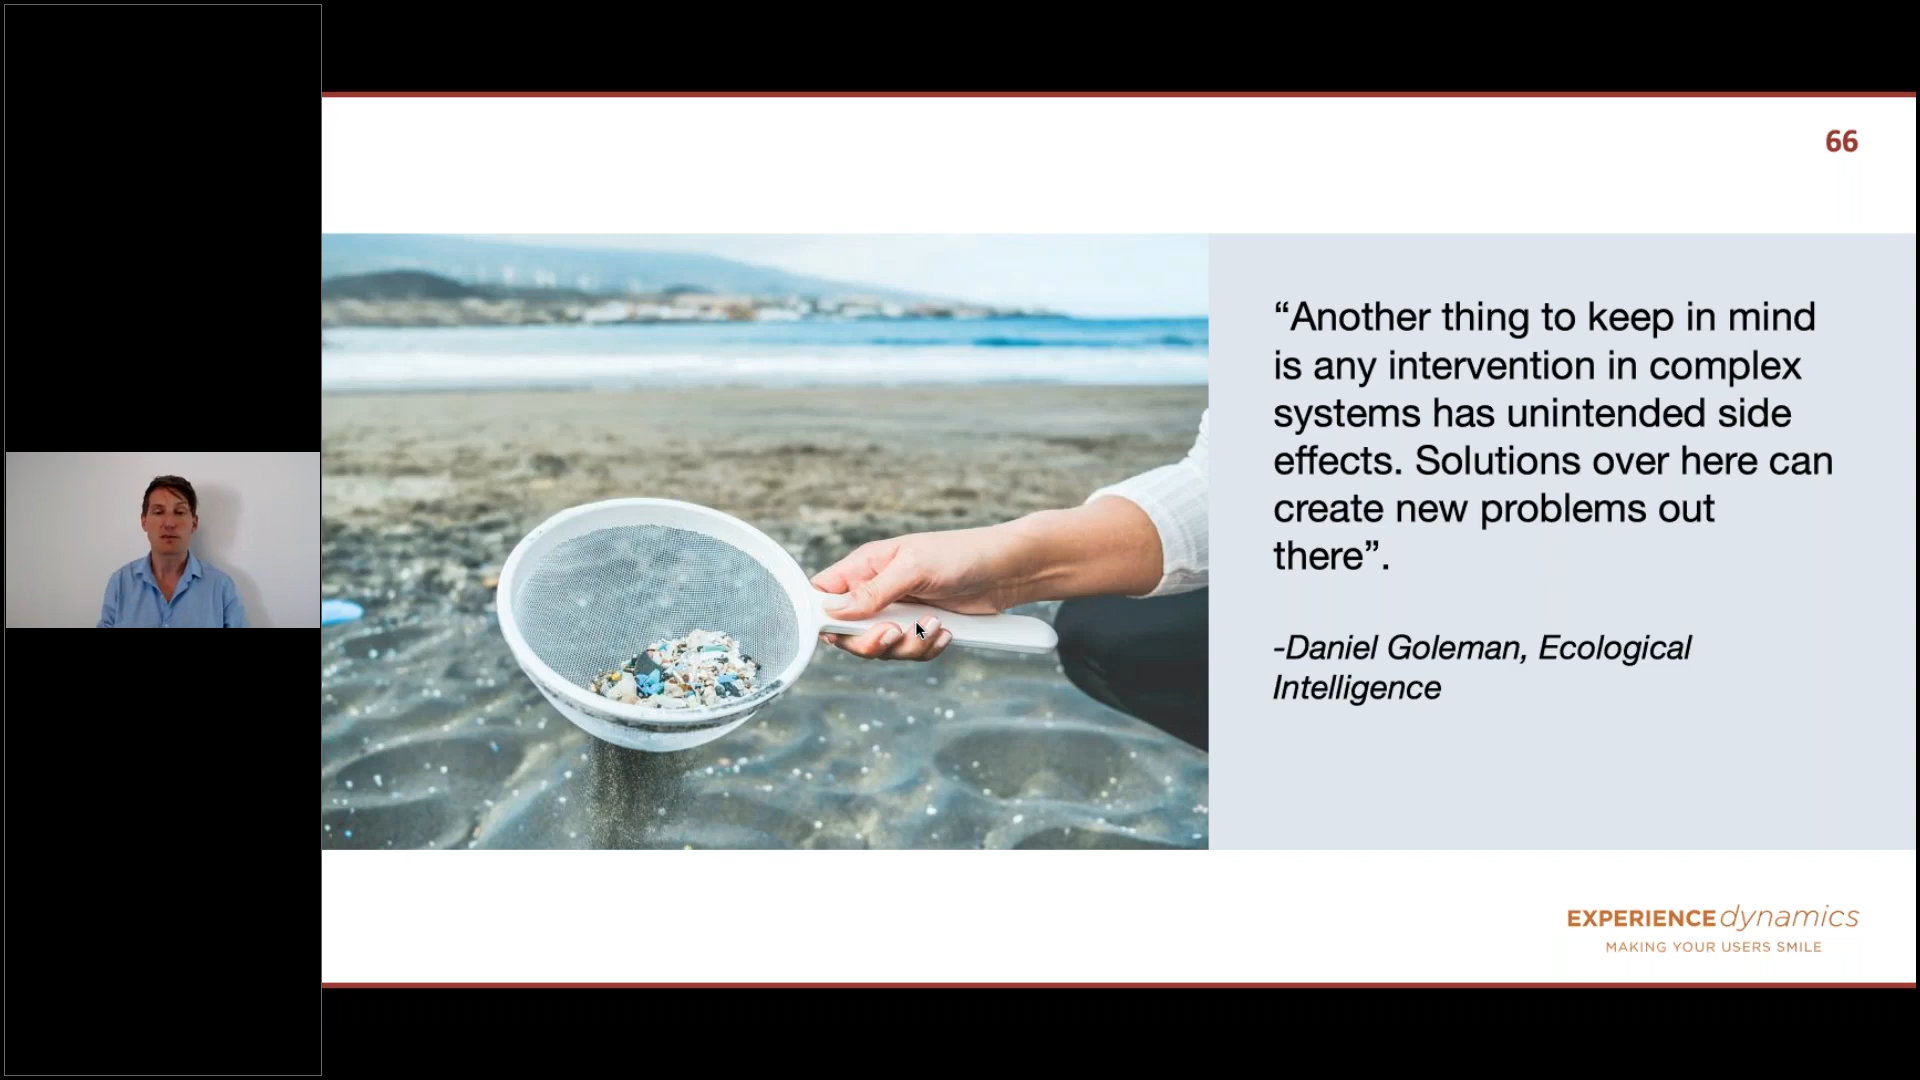 66
“Another thing to keep in mind
is any intervention in complex
systems has unintended side
effects. Solutions over here can
create new problems out
there”.
-Daniel Goleman, Ecological
Intelligence
EXPERIENCE dynamics
MAKING YOUR USERS SMILE